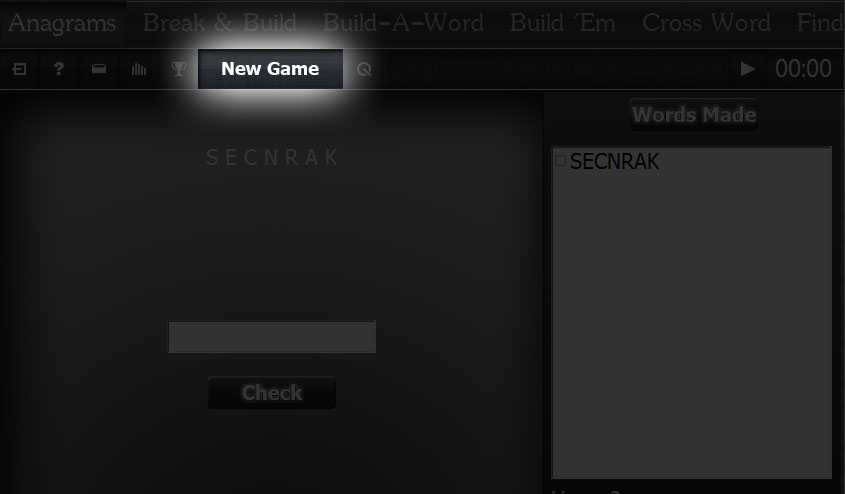 Anagrams Break & Build Build-A-Word Build 'Em Cross Word Find
? New Game 00:00
Words Made
SECNRAK
SECNRAK
Check